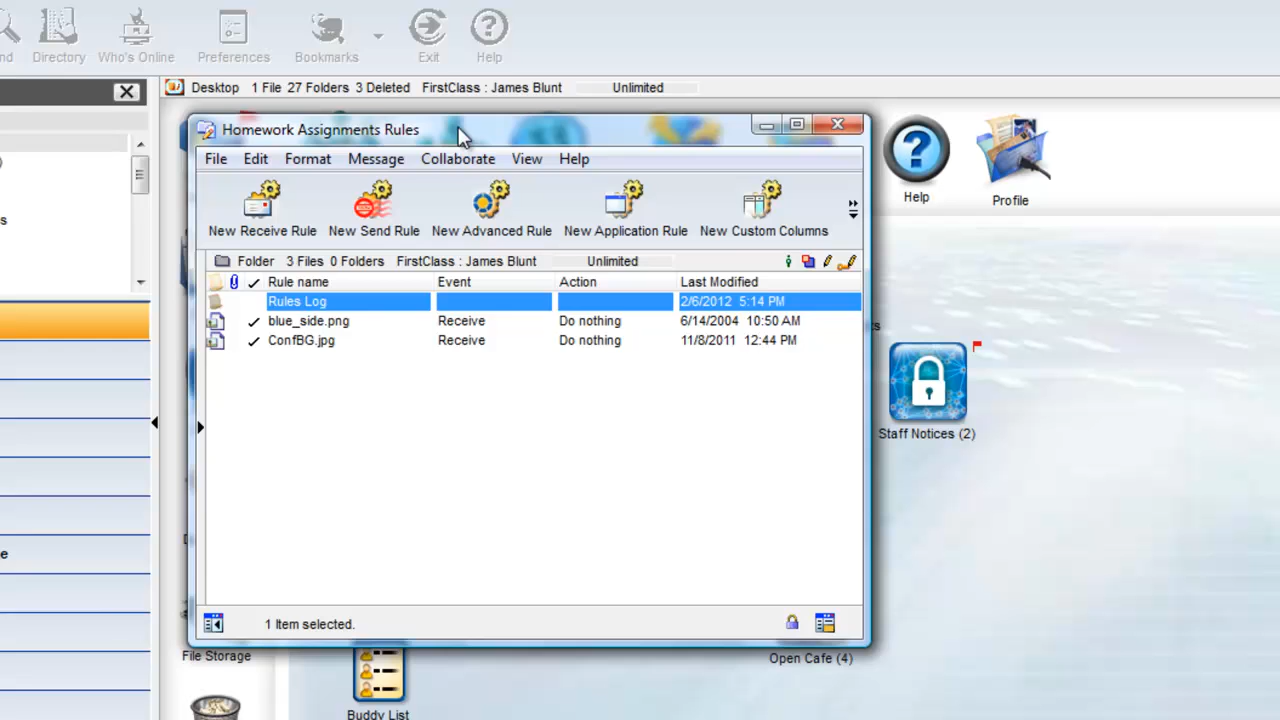 nd Directory Who's Online Preferences Bookmarks Exit Help
Desktop 1 File 27 Folders 3 Deleted FirstClass : James Blunt Unlimited
Homework Assignments Rules
File Edit Format Message Collaborate View Help
New Receive Rule New Send Rule New Advanced Rule New Application Rule New Custom Columns
Folder 3 Files 0 Folders FirstClass : James Blunt Unlimited
Rule name Event Action Last Modified
Rules Log 2/6/2012 5:14 PM
blue_side.png Receive Do nothing 6/14/2004 10:50 AM
ConfBG.jpg Receive Do nothing 11/8/2011 12:44 PM
1 Item selected.
Help
Profile
s
ts
Staff Notices (2)
e
D
File Storage
Open Cafe (4)
Buddy List